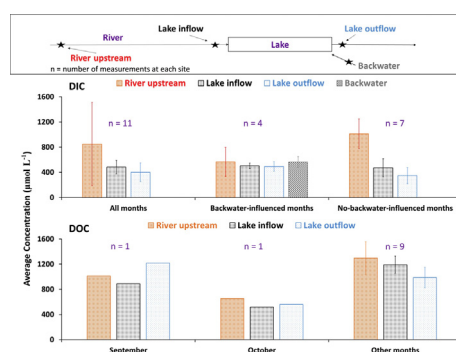 River
Lake inflow
Lake outflow
Lake
River upstream
Backwater
n = number of measurements at each site
DIC
River upstream
Lake inflow
Lake outflow
Backwater
1600
1200
800
400
0
n = 11
n = 4
n = 7
All months
Backwater-influenced months
No-backwater-influenced months
Average Concentration (µmol L⁻¹)
DOC
River upstream
Lake inflow
Lake outflow
1600
1200
800
400
0
n = 1
n = 1
n = 9
September
October
Other months